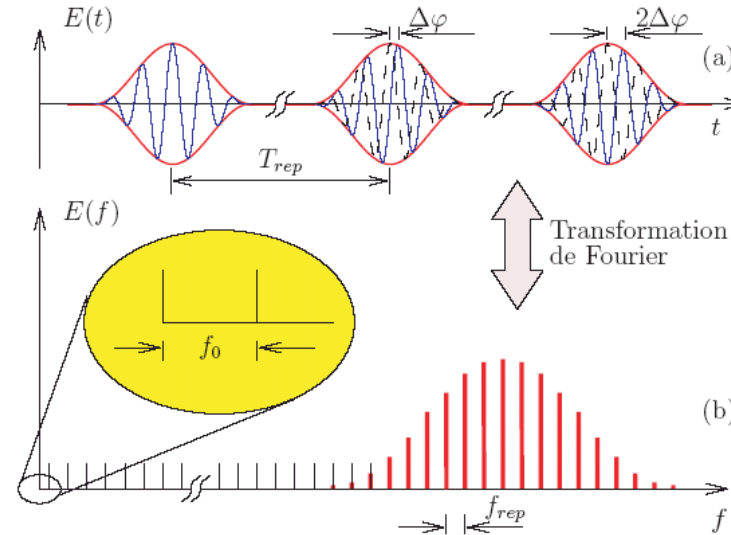 E(t)
Δφ
2Δφ
(a)
t
T_rep
E(f)
Transformation
de Fourier
f_0
(b)
f_rep
f